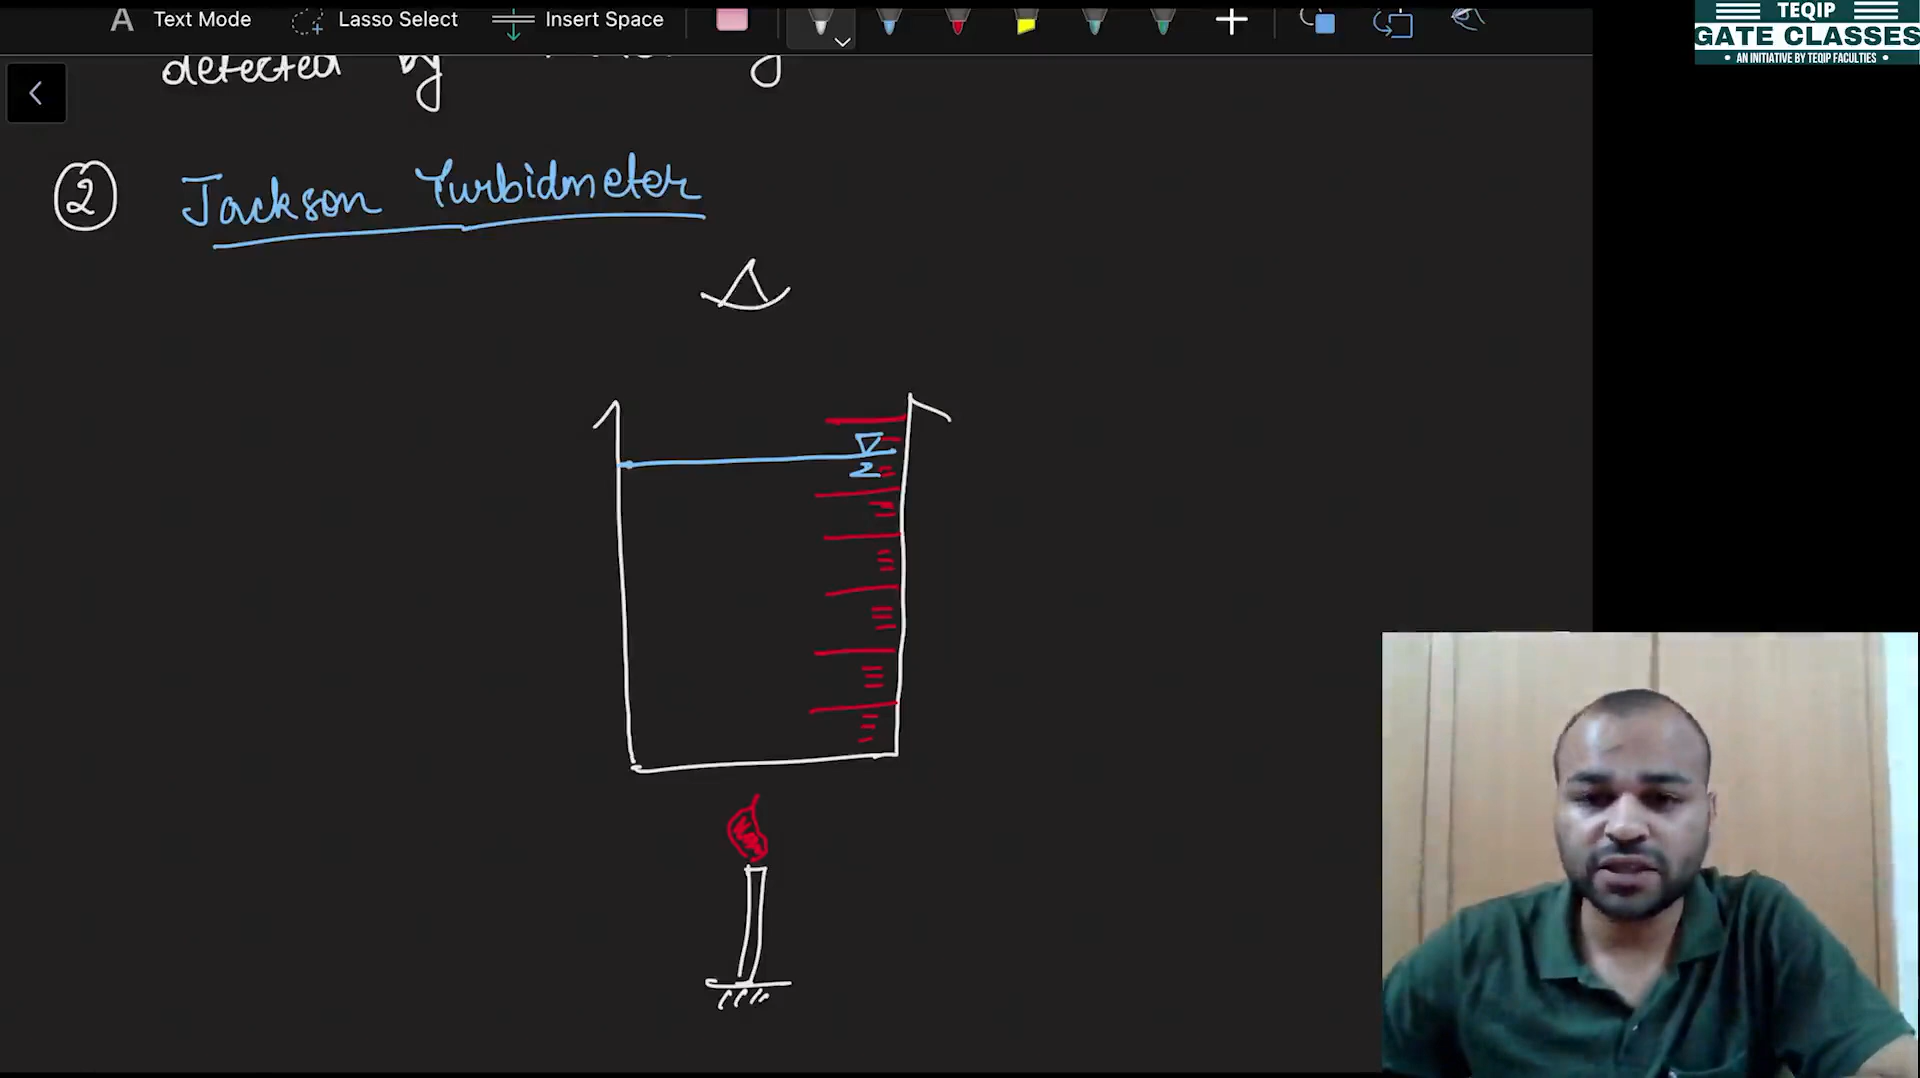 Text Mode Lasso Select Insert Space
TEQIP
GATE CLASSES
• AN INITIATIVE BY TEQIP FACULTIES •
detected by
2 Jackson Turbidmeter